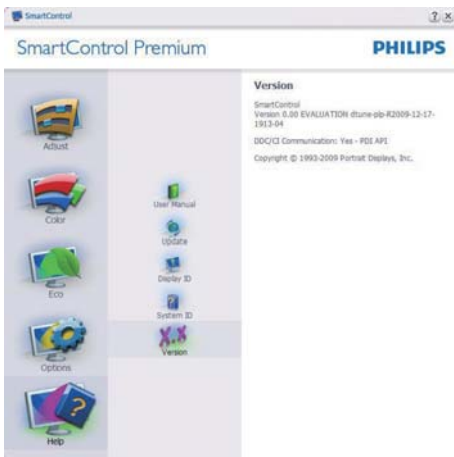 SmartControl
SmartControl Premium
PHILIPS
Adjust
Color
Eco
Options
Help
User Manual
Update
Display ID
System ID
X.X
Version
Version
SmartControl
Version 0.00 EVALUATION dtune-plp-R2009-12-17-
1913-04
DDC/CI Communication: Yes - PDI API
Copyright © 1993-2009 Portrait Displays, Inc.